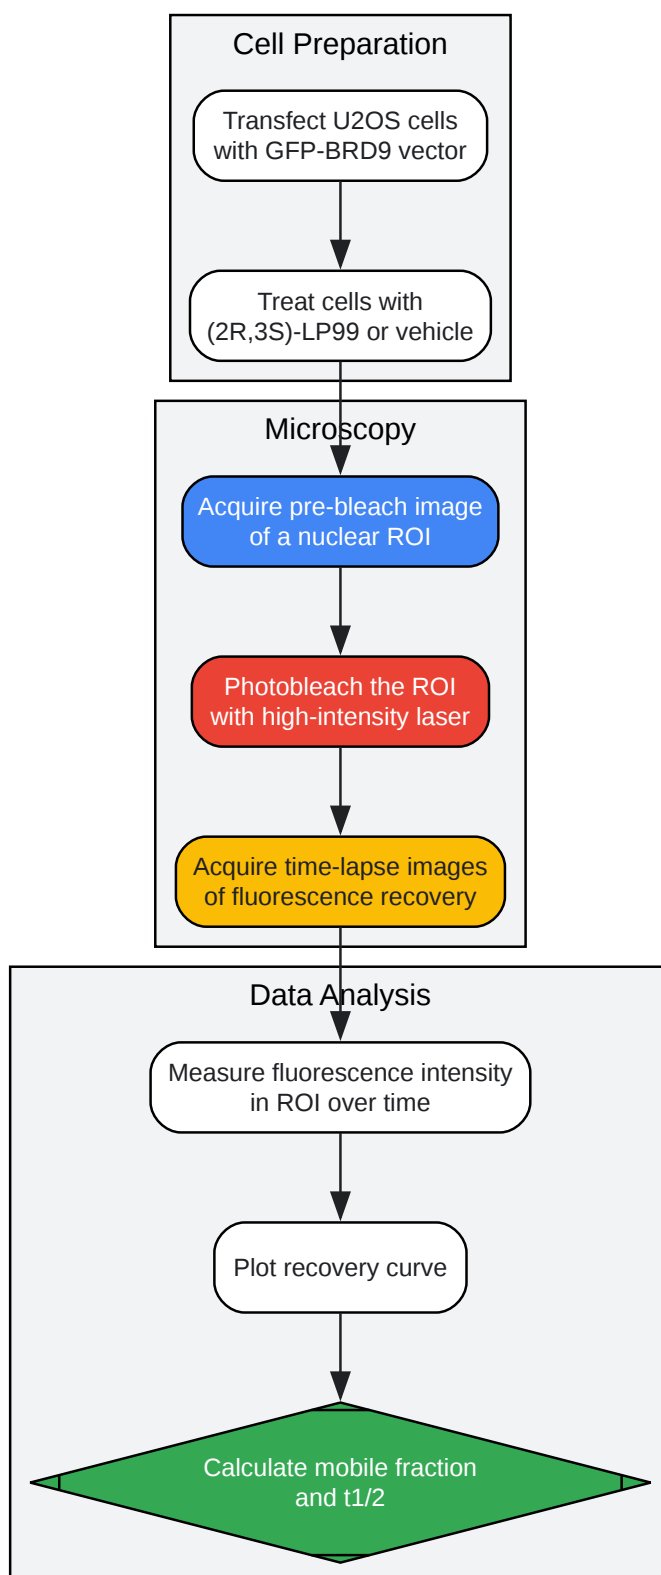 Cell Preparation
Transfect U2OS cells
with GFP-BRD9 vector
Treat cells with
(2R,3S)-LP99 or vehicle
Microscopy
Acquire pre-bleach image
of a nuclear ROI
Photobleach the ROI
with high-intensity laser
Acquire time-lapse images
of fluorescence recovery
Data Analysis
Measure fluorescence intensity
in ROI over time
Plot recovery curve
Calculate mobile fraction
and t1/2